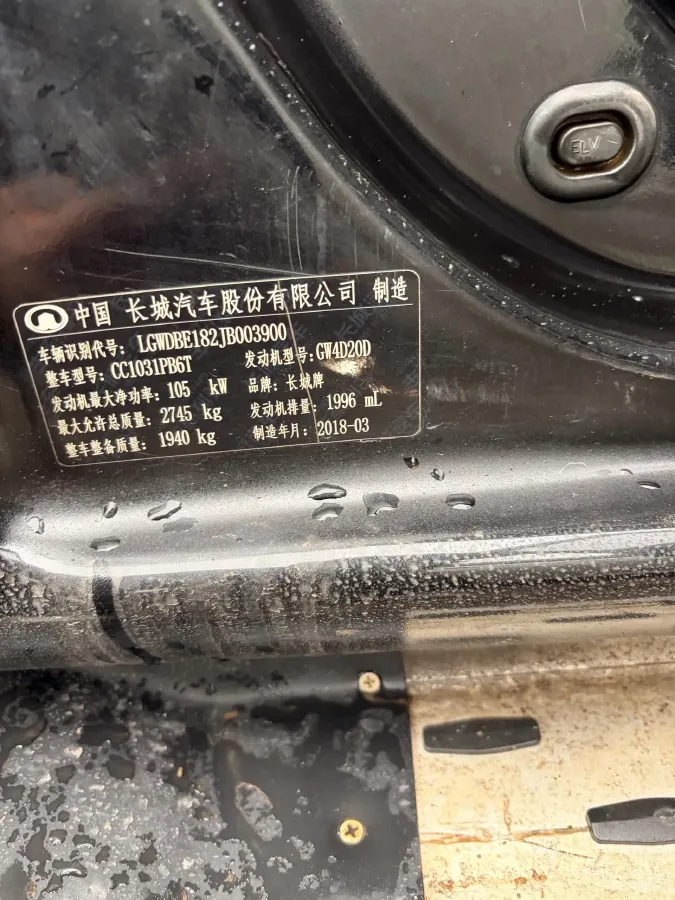 ELV
中国 长城汽车股份有限公司 制造
车辆识别代号: LGWDBE182JB003900
整车型号: CC1031PB6T 发动机型号: GW4D20D
发动机最大净功率: 105 kW 品牌: 长城牌
最大允许总质量: 2745 kg 发动机排量: 1996 mL
整车整备质量: 1940 kg 制造年月: 2018-03